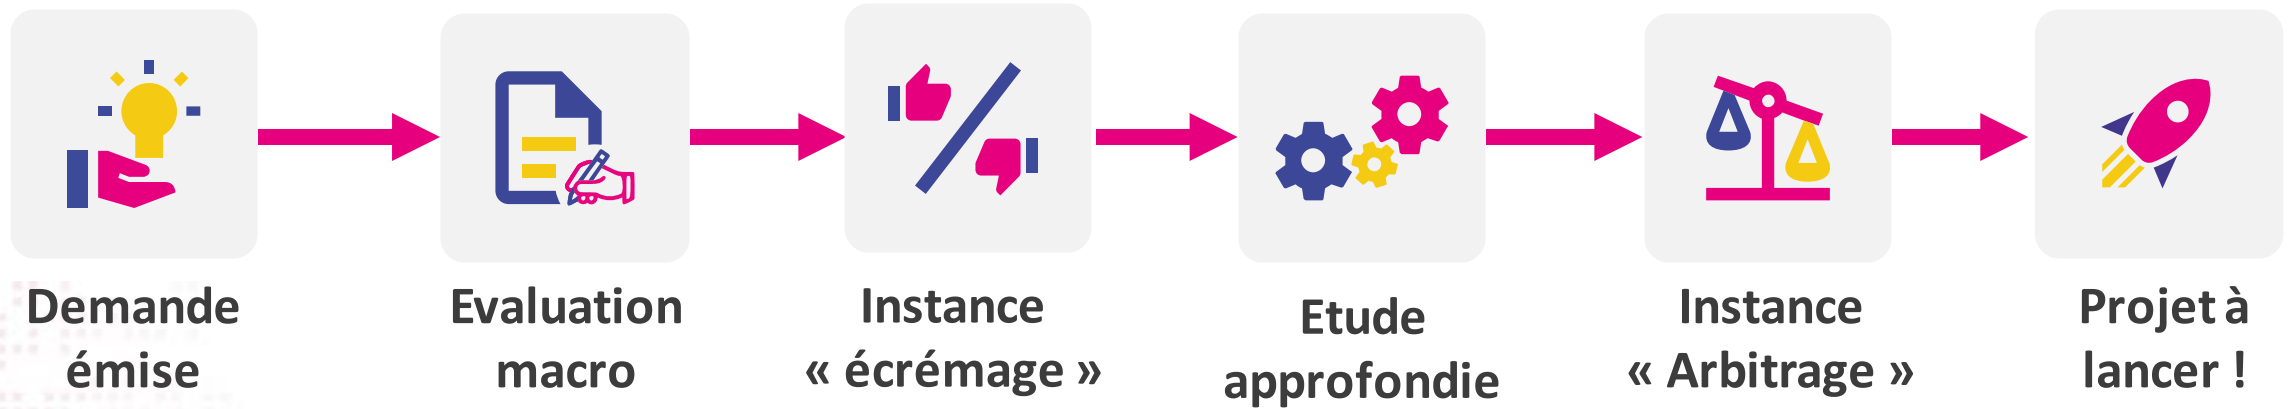 Demande
émise
Evaluation
macro
Instance
« écrémage »
Etude
approfondie
Instance
« Arbitrage »
Projet à
lancer !